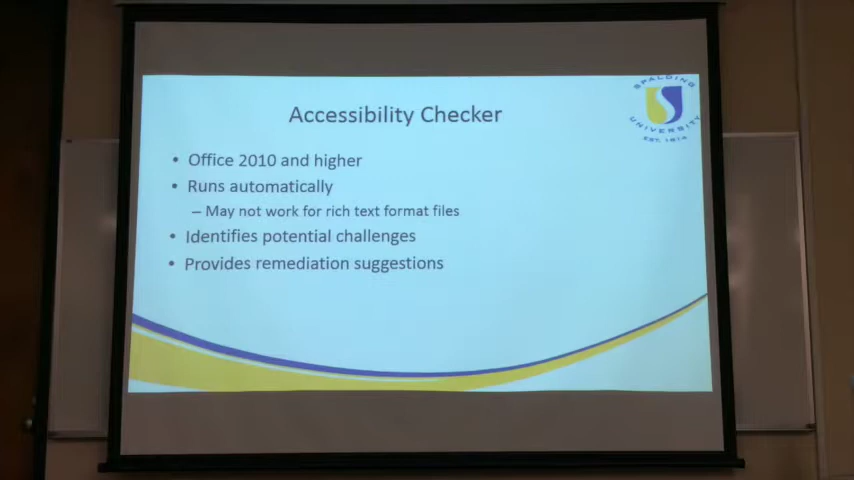 SPALDING
UNIVERSITY
EST. 1814
Accessibility Checker
• Office 2010 and higher
• Runs automatically
– May not work for rich text format files
• Identifies potential challenges
• Provides remediation suggestions